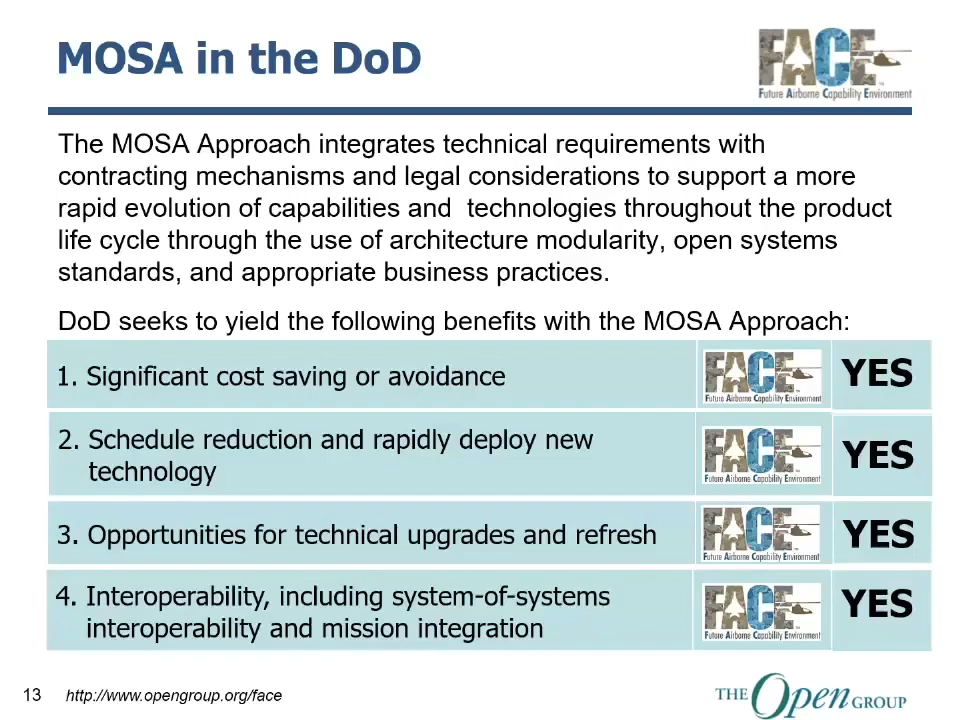 MOSA in the DoD
FACE
Future Airborne Capability Environment
The MOSA Approach integrates technical requirements with
contracting mechanisms and legal considerations to support a more
rapid evolution of capabilities and  technologies throughout the product
life cycle through the use of architecture modularity, open systems
standards, and appropriate business practices.
DoD seeks to yield the following benefits with the MOSA Approach:
1. Significant cost saving or avoidance
FACE
Future Airborne Capability Environment
YES
2. Schedule reduction and rapidly deploy new
technology
FACE
Future Airborne Capability Environment
YES
3. Opportunities for technical upgrades and refresh
FACE
Future Airborne Capability Environment
YES
4. Interoperability, including system-of-systems
interoperability and mission integration
FACE
Future Airborne Capability Environment
YES
13 http://www.opengroup.org/face
THE Open GROUP